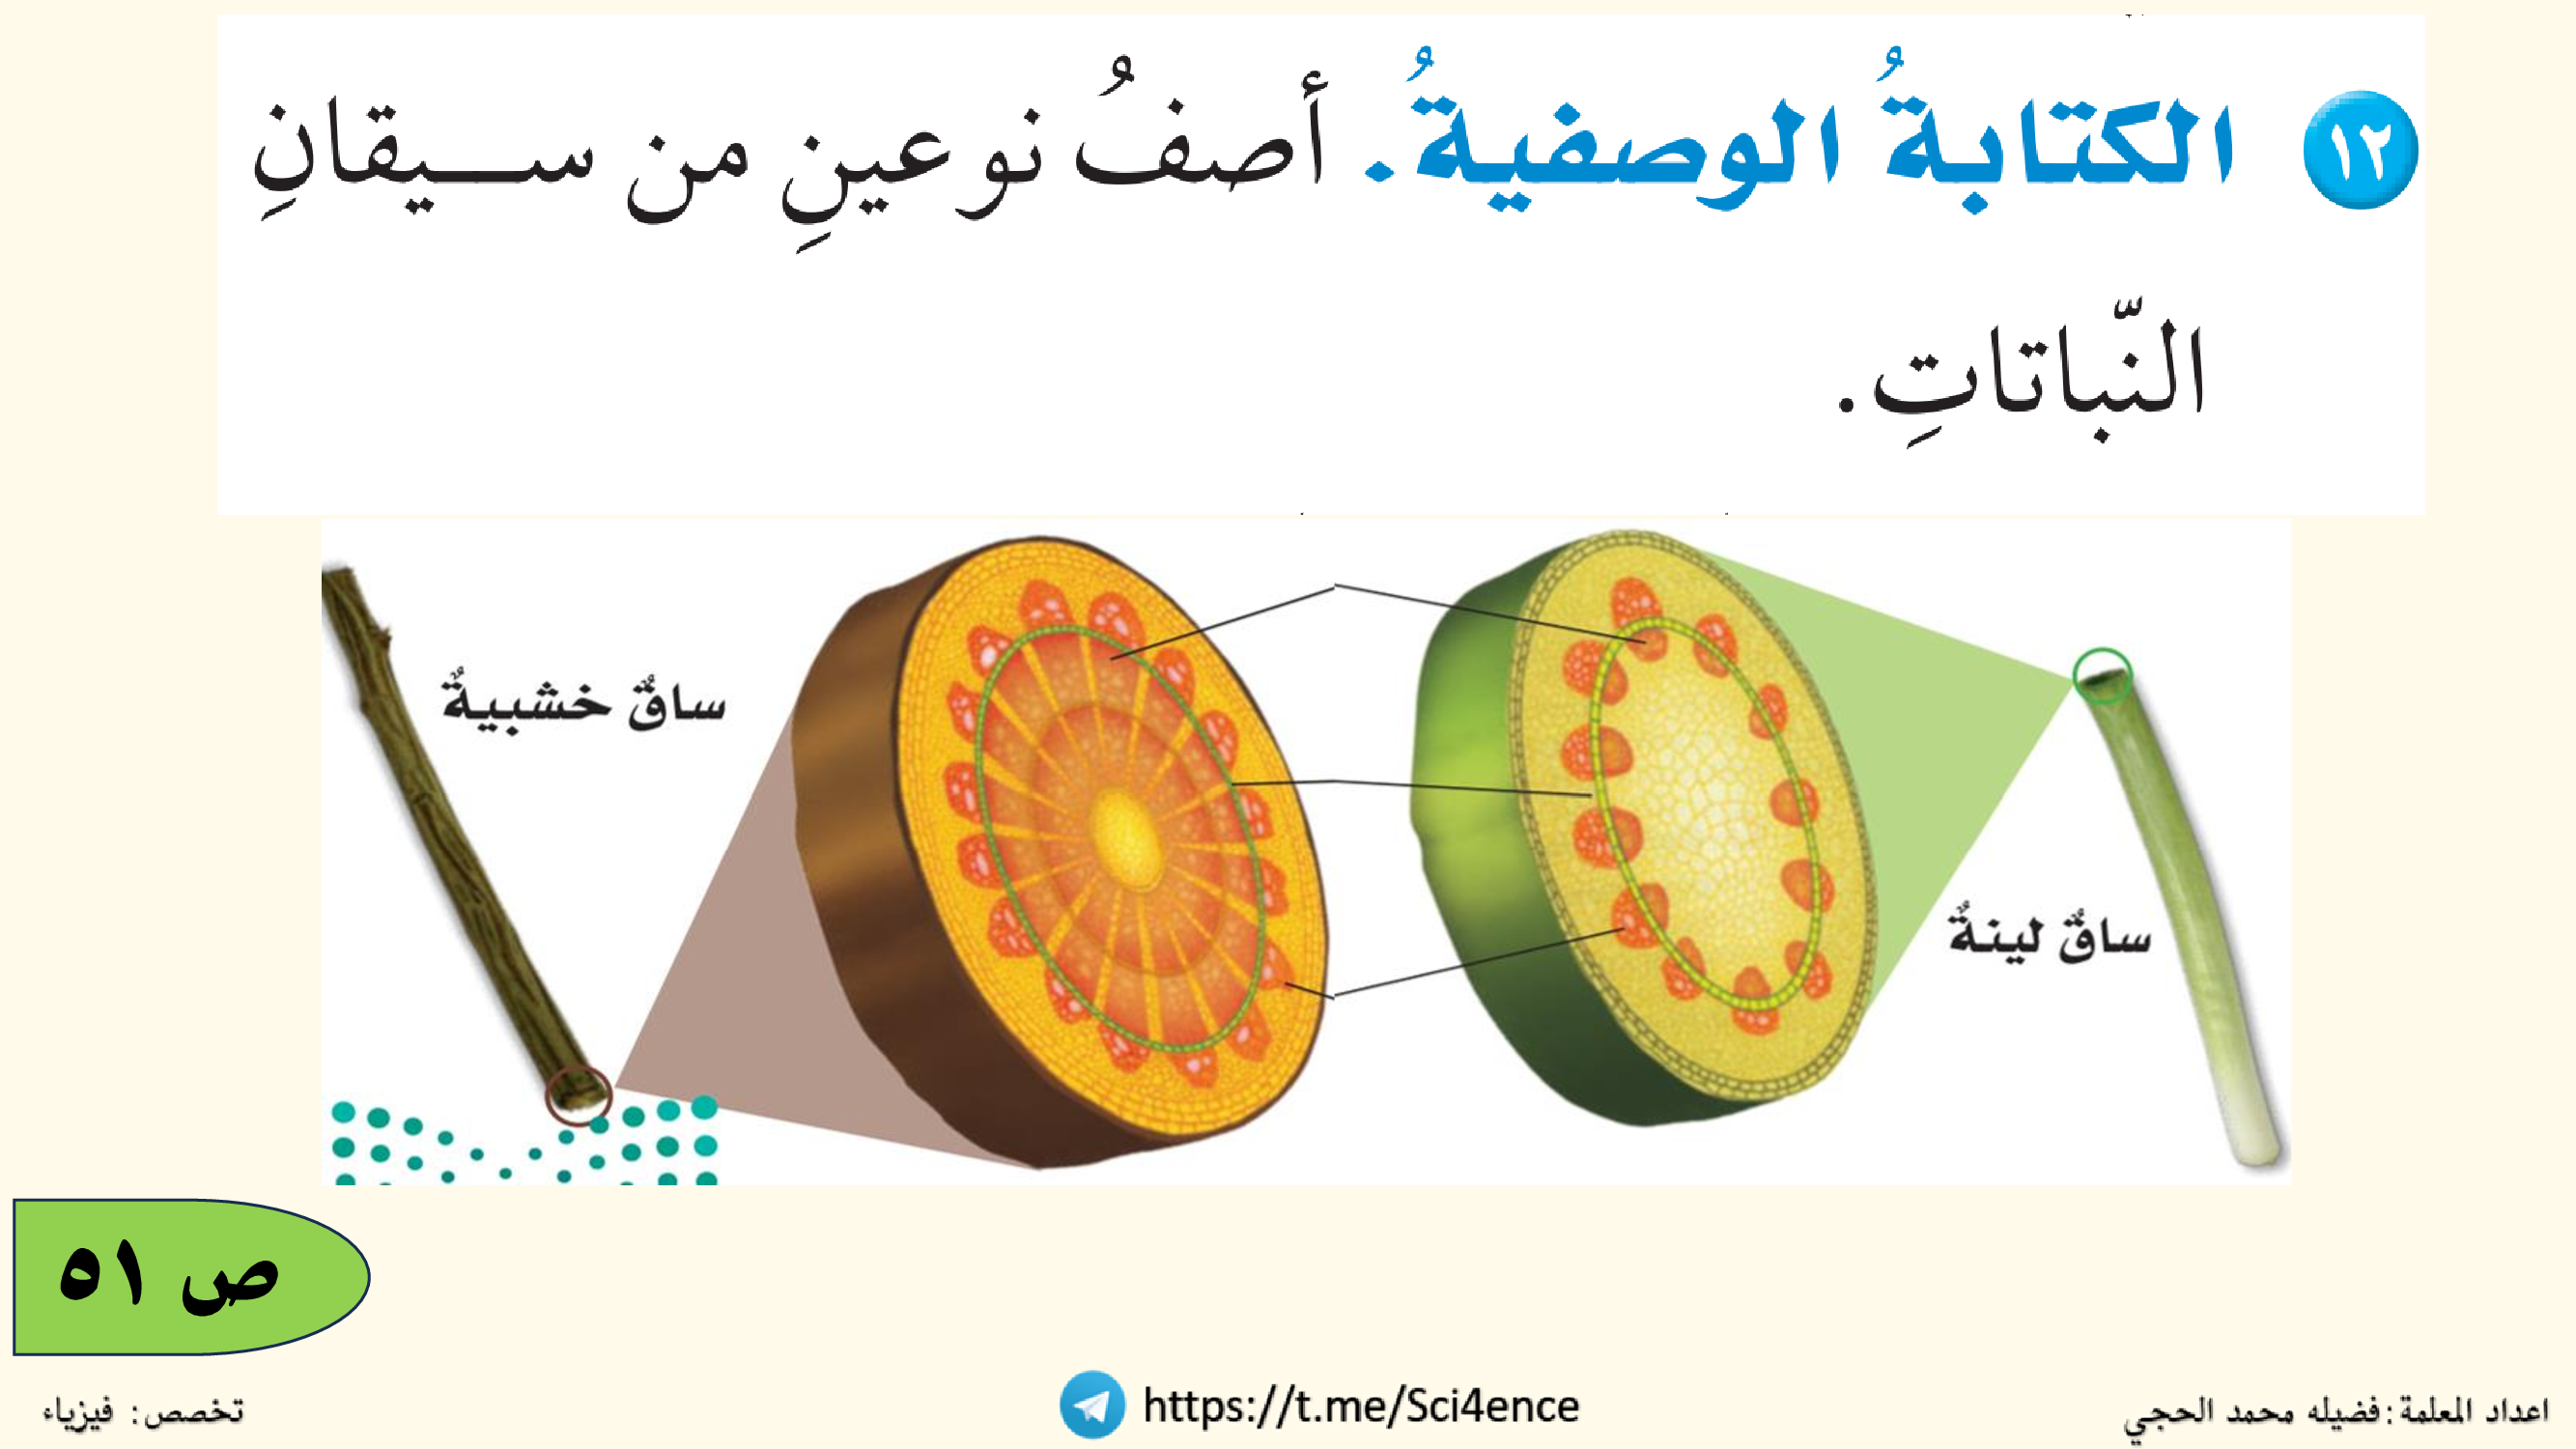 ١٢ الكتابةُ الوصفيةُ. أصفُ نوعينِ من سيقانِ
النّباتاتِ.
ساقٌ خشبيةٌ
ساقٌ لينةٌ
ص ٥١
اعداد المعلمة: فضيله محمد الحجي
https://t.me/Sci4ence
تخصص: فيزياء